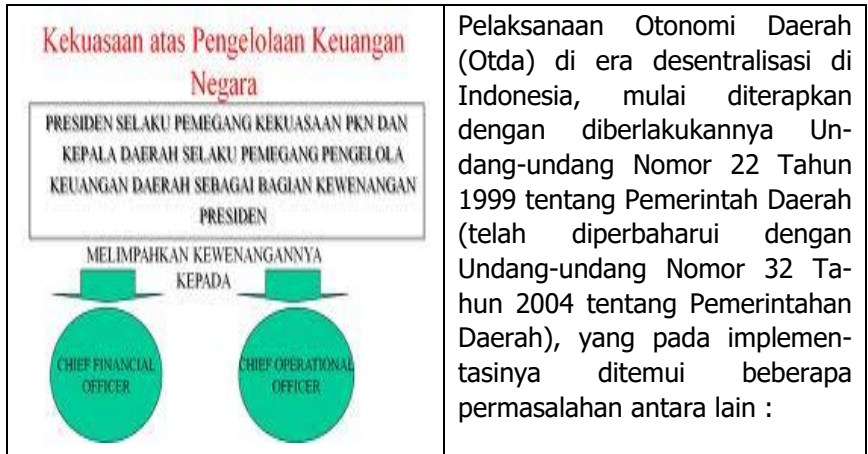 Kekuasaan atas Pengelolaan Keuangan
Negara
PRESIDEN SELAKU PEMEGANG KEKUASAAN PKN DAN
KEPALA DAERAH SELAKU PEMEGANG PENGELOLA
KEUANGAN DAERAH SEBAGAI BAGIAN KEWENANGAN
PRESIDEN
MELIMPAHKAN KEWENANGANNYA
KEPADA
CHIEF FINANCIAL
OFFICER
CHIEF OPERATIONAL
OFFICER
Pelaksanaan Otonomi Daerah
(Otda) di era desentralisasi di
Indonesia, mulai diterapkan
dengan diberlakukannya Un-
dang-undang Nomor 22 Tahun
1999 tentang Pemerintah Daerah
(telah diperbaharui dengan
Undang-undang Nomor 32 Ta-
hun 2004 tentang Pemerintahan
Daerah), yang pada implemen-
tasinya ditemui beberapa
permasalahan antara lain :